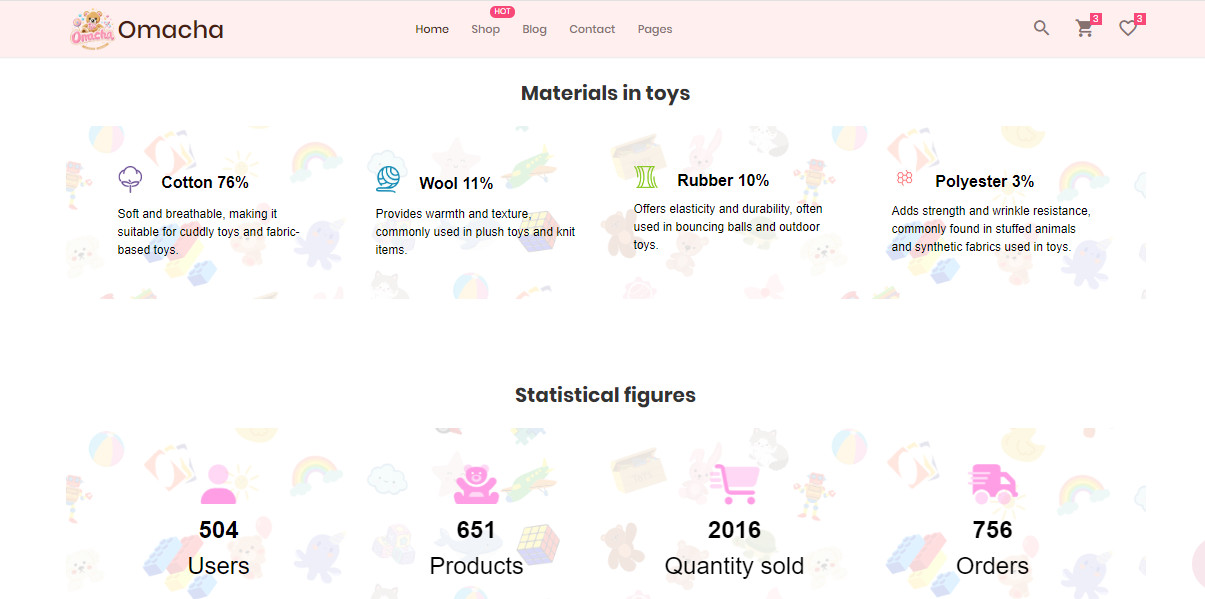 HOT
Omacha Omacha Home Shop Blog Contact Pages 3 3
Materials in toys
Cotton 76%
Soft and breathable, making it
suitable for cuddly toys and fabric-
based toys.
Wool 11%
Provides warmth and texture,
commonly used in plush toys and knit
items.
Rubber 10%
Offers elasticity and durability, often
used in bouncing balls and outdoor
toys.
Polyester 3%
Adds strength and wrinkle resistance,
commonly found in stuffed animals
and synthetic fabrics used in toys.
Statistical figures
504
Users
651
Products
2016
Quantity sold
756
Orders